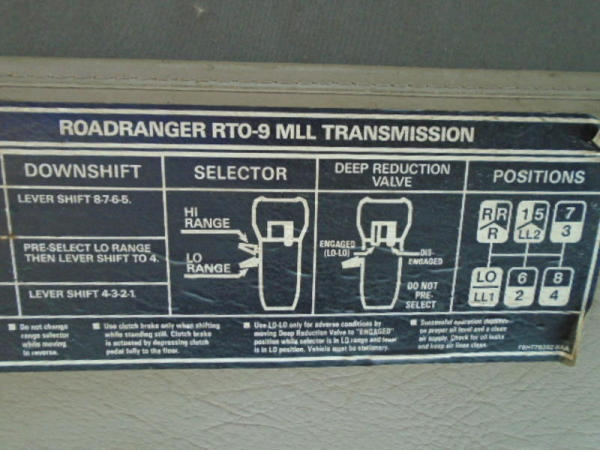 ROADRANGER RTO-9 MLL TRANSMISSION
DOWNSHIFT
LEVER SHIFT 8-7-6-5.
PRE-SELECT LO RANGE
THEN LEVER SHIFT TO 4.
LEVER SHIFT 4-3-2-1.
SELECTOR
HI
RANGE
LO
RANGE
DEEP REDUCTION
VALVE
ENGAGED
(LO-LO)
DIS-
ENGAGED
DO NOT
PRE-
SELECT
POSITIONS
R R 1 5 7
R LL2 3
LO 6 8
LL1 2 4
Do not change
range selector
while moving
in reverse.
Use clutch brake only when shifting
while standing still. Clutch brake
is actuated by depressing clutch
pedal fully to the floor.
Use LO-LO only for adverse conditions by
moving Deep Reduction Valve to "ENGAGED"
position while selector is in LO range and lever
is in LO position. Vehicle must be stationary.
Successful operation depends
on proper oil level and a clean
air supply. Check for oil leaks
and keep air lines clean.